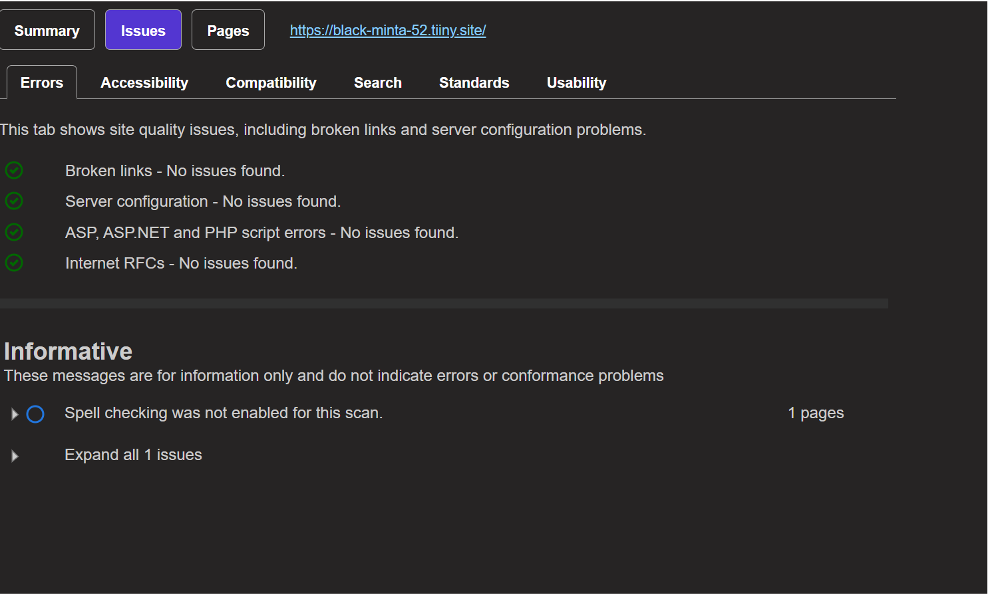 Summary Issues Pages https://black-minta-52.tiiny.site/
Errors Accessibility Compatibility Search Standards Usability
This tab shows site quality issues, including broken links and server configuration problems.
Broken links - No issues found.
Server configuration - No issues found.
ASP, ASP.NET and PHP script errors - No issues found.
Internet RFCs - No issues found.
Informative
These messages are for information only and do not indicate errors or conformance problems
Spell checking was not enabled for this scan. 1 pages
Expand all 1 issues